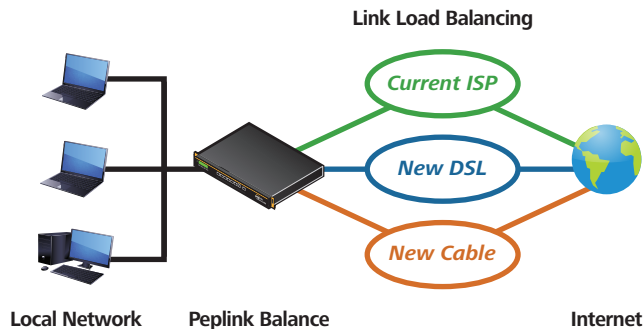 Link Load Balancing
Current ISP
New DSL
New Cable
Local Network
Peplink Balance
Internet